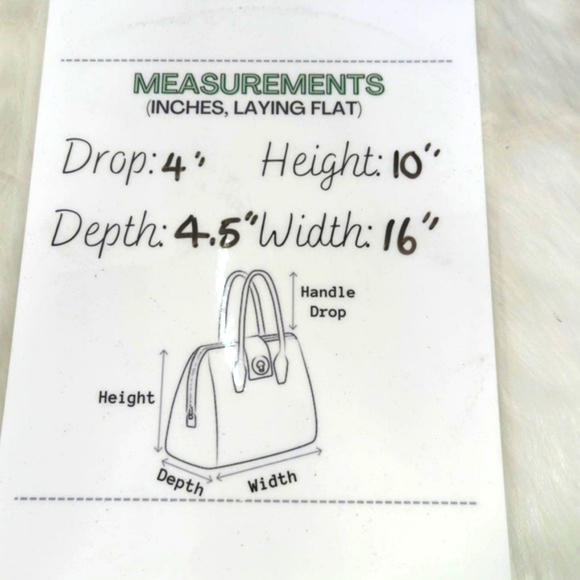 MEASUREMENTS
(INCHES, LAYING FLAT)
Drop: 4" Height: 10"
Depth: 4.5" Width: 16"
Handle
Drop
Height
Depth
Width